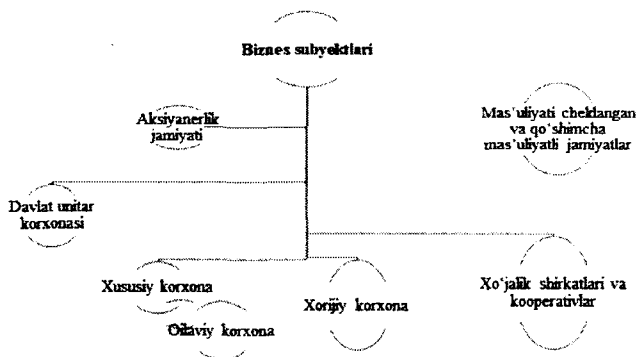 Biznes subyektlari
Aksiyanerlik
jamiyati
Mas'uliyati cheklangan
va qo'shimcha
mas'uliyatli jamiyatlar
Davlat unitar
korxonasi
Xususiy korxona
Xorijiy korxona
Xo'jalik shirkatlari va
kooperativlar
Oilaviy korxona